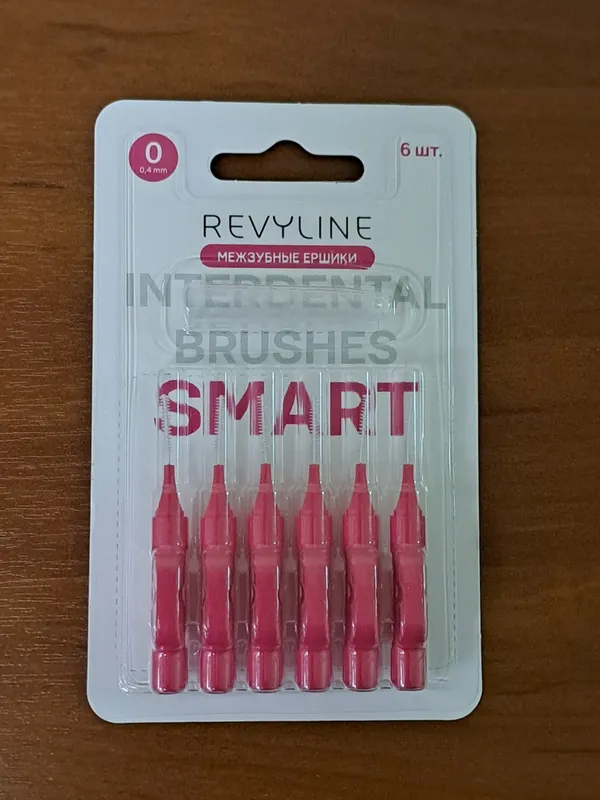 0
0,4 mm
6 шт.
REVYLINE
МЕЖЗУБНЫЕ ЕРШИКИ
INTERDENTAL
BRUSHES
SMART